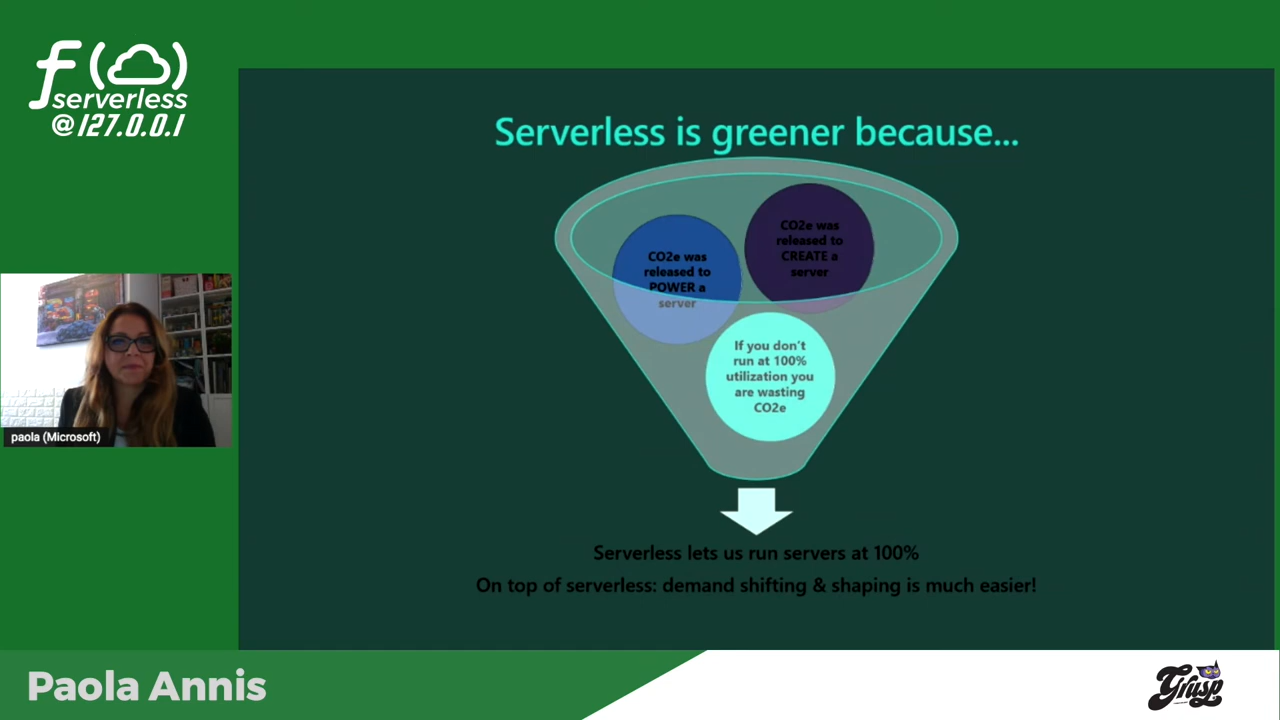 f()
serverless
@127.0.0.1
Serverless is greener because...
CO2e was
released to
POWER a
server
CO2e was
released to
CREATE a
server
If you don't
run at 100%
utilization you
are wasting
CO2e
Serverless lets us run servers at 100%
On top of serverless: demand shifting & shaping is much easier!
paola (Microsoft)
Paola Annis
Grusp